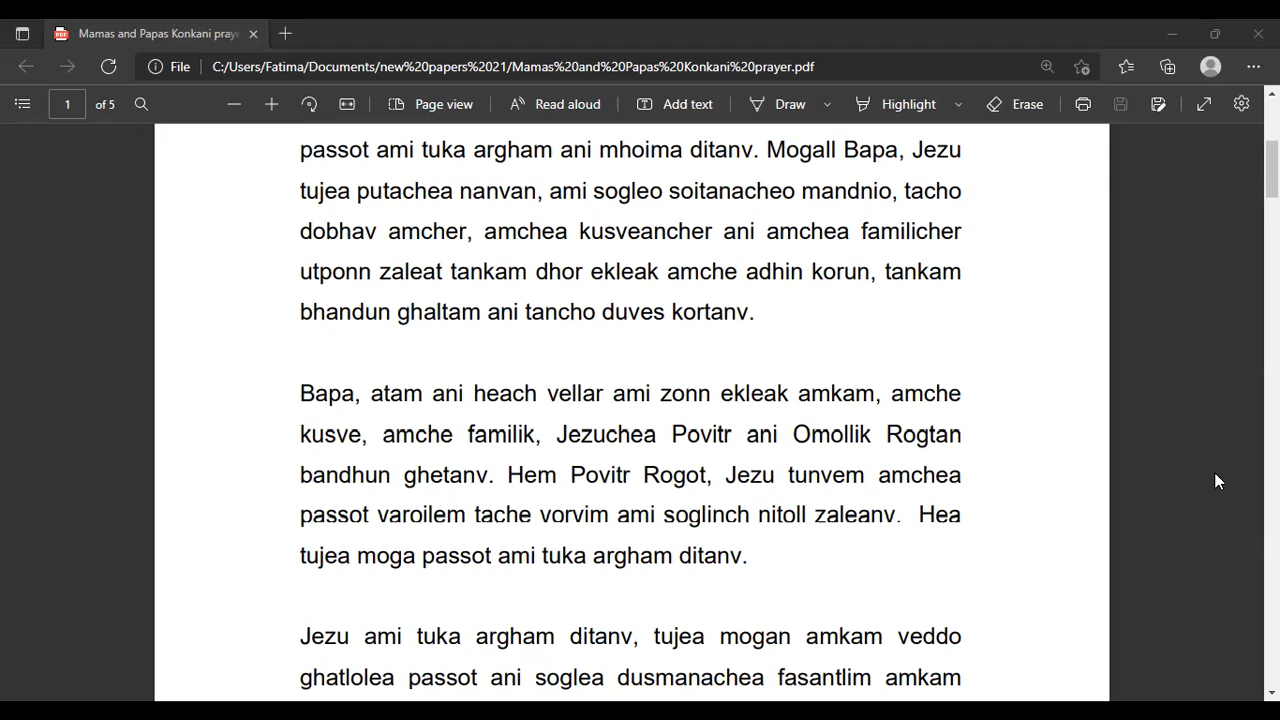 Mamas and Papas Konkani praye
File
C:/Users/Fatima/Documents/new%20papers%2021/Mamas%20and%20Papas%20Konkani%20prayer.pdf
1 of 5 Page view Read aloud Add text Draw Highlight Erase
passot ami tuka argham ani mhoima ditanv. Mogall Bapa, Jezu
tujea putachea nanvan, ami sogleo soitanacheo mandnio, tacho
dobhav amcher, amchea kusveancher ani amchea familicher
utponn zaleat tankam dhor ekleak amche adhin korun, tankam
bhandun ghaltam ani tancho duves kortanv.
Bapa, atam ani heach vellar ami zonn ekleak amkam, amche
kusve, amche familik, Jezuchea Povitr ani Omollik Rogtan
bandhun ghetanv. Hem Povitr Rogot, Jezu tunvem amchea
passot varoilem tache vorvim ami soglinch nitoll zaleanv. Hea
tujea moga passot ami tuka argham ditanv.
Jezu ami tuka argham ditanv, tujea mogan amkam veddo
ghatlolea passot ani soglea dusmanachea fasantlim amkam